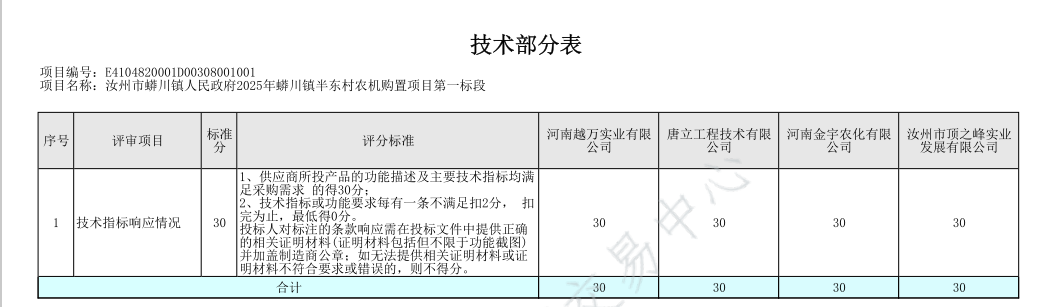 技术部分表
项目编号：E4104820001D00308001001
项目名称：汝州市蟒川镇人民政府2025年蟒川镇半东村农机购置项目第一标段
序号 评审项目 标准分 评分标准 河南越万实业有限公司 唐立工程技术有限公司 河南金宇农化有限公司 汝州市顶之峰实业发展有限公司
1 技术指标响应情况 30
1、供应商所投产品的功能描述及主要技术指标均满
足采购需求 的得30分；
2、技术指标或功能要求每有一条不满足扣2分， 扣
完为止，最低得0分。
投标人对标注的条款响应需在投标文件中提供正确
的相关证明材料(证明材料包括但不限于功能截图)
并加盖制造商公章；如无法提供相关证明材料或证
明材料不符合要求或错误的，则不得分。
30 30 30 30
合计 30 30 30 30
交易中心